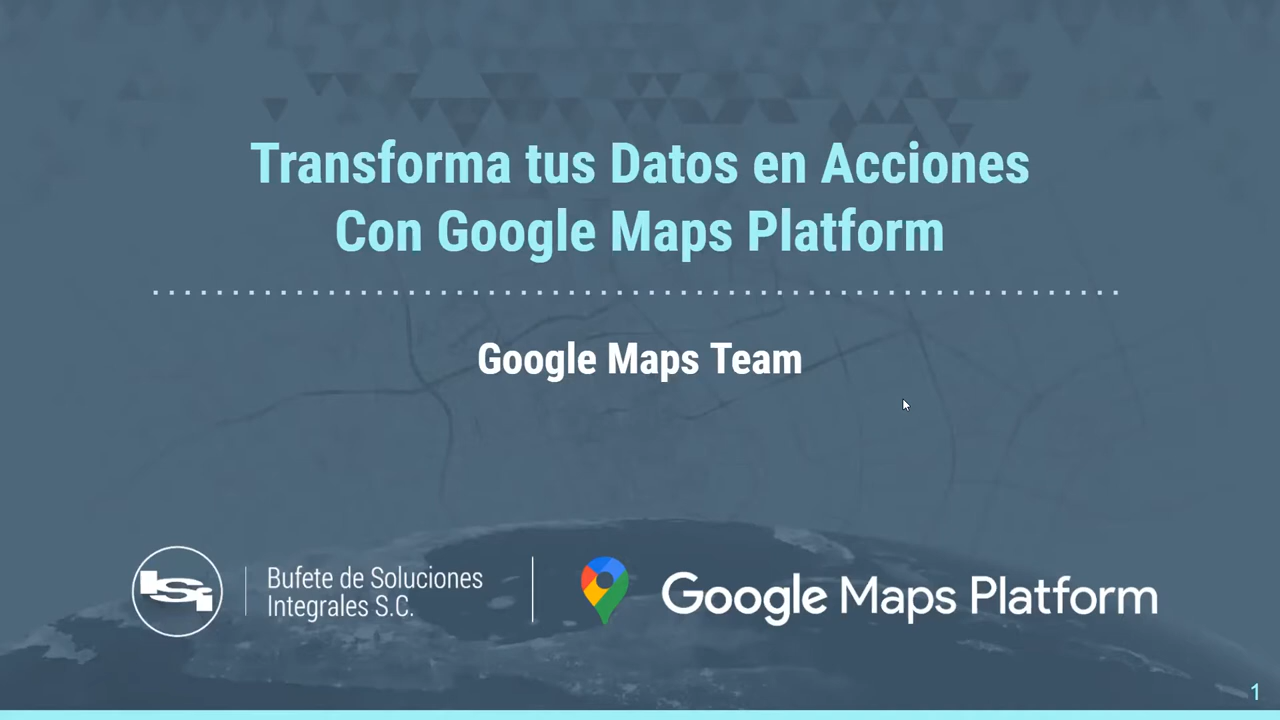 Transforma tus Datos en Acciones
Con Google Maps Platform
Google Maps Team
Bufete de Soluciones
Integrales S.C.
Google Maps Platform
1